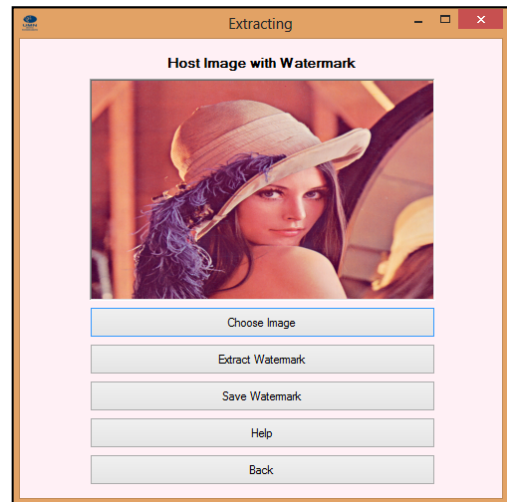 Extracting
Host Image with Watermark
Choose Image
Extract Watermark
Save Watermark
Help
Back